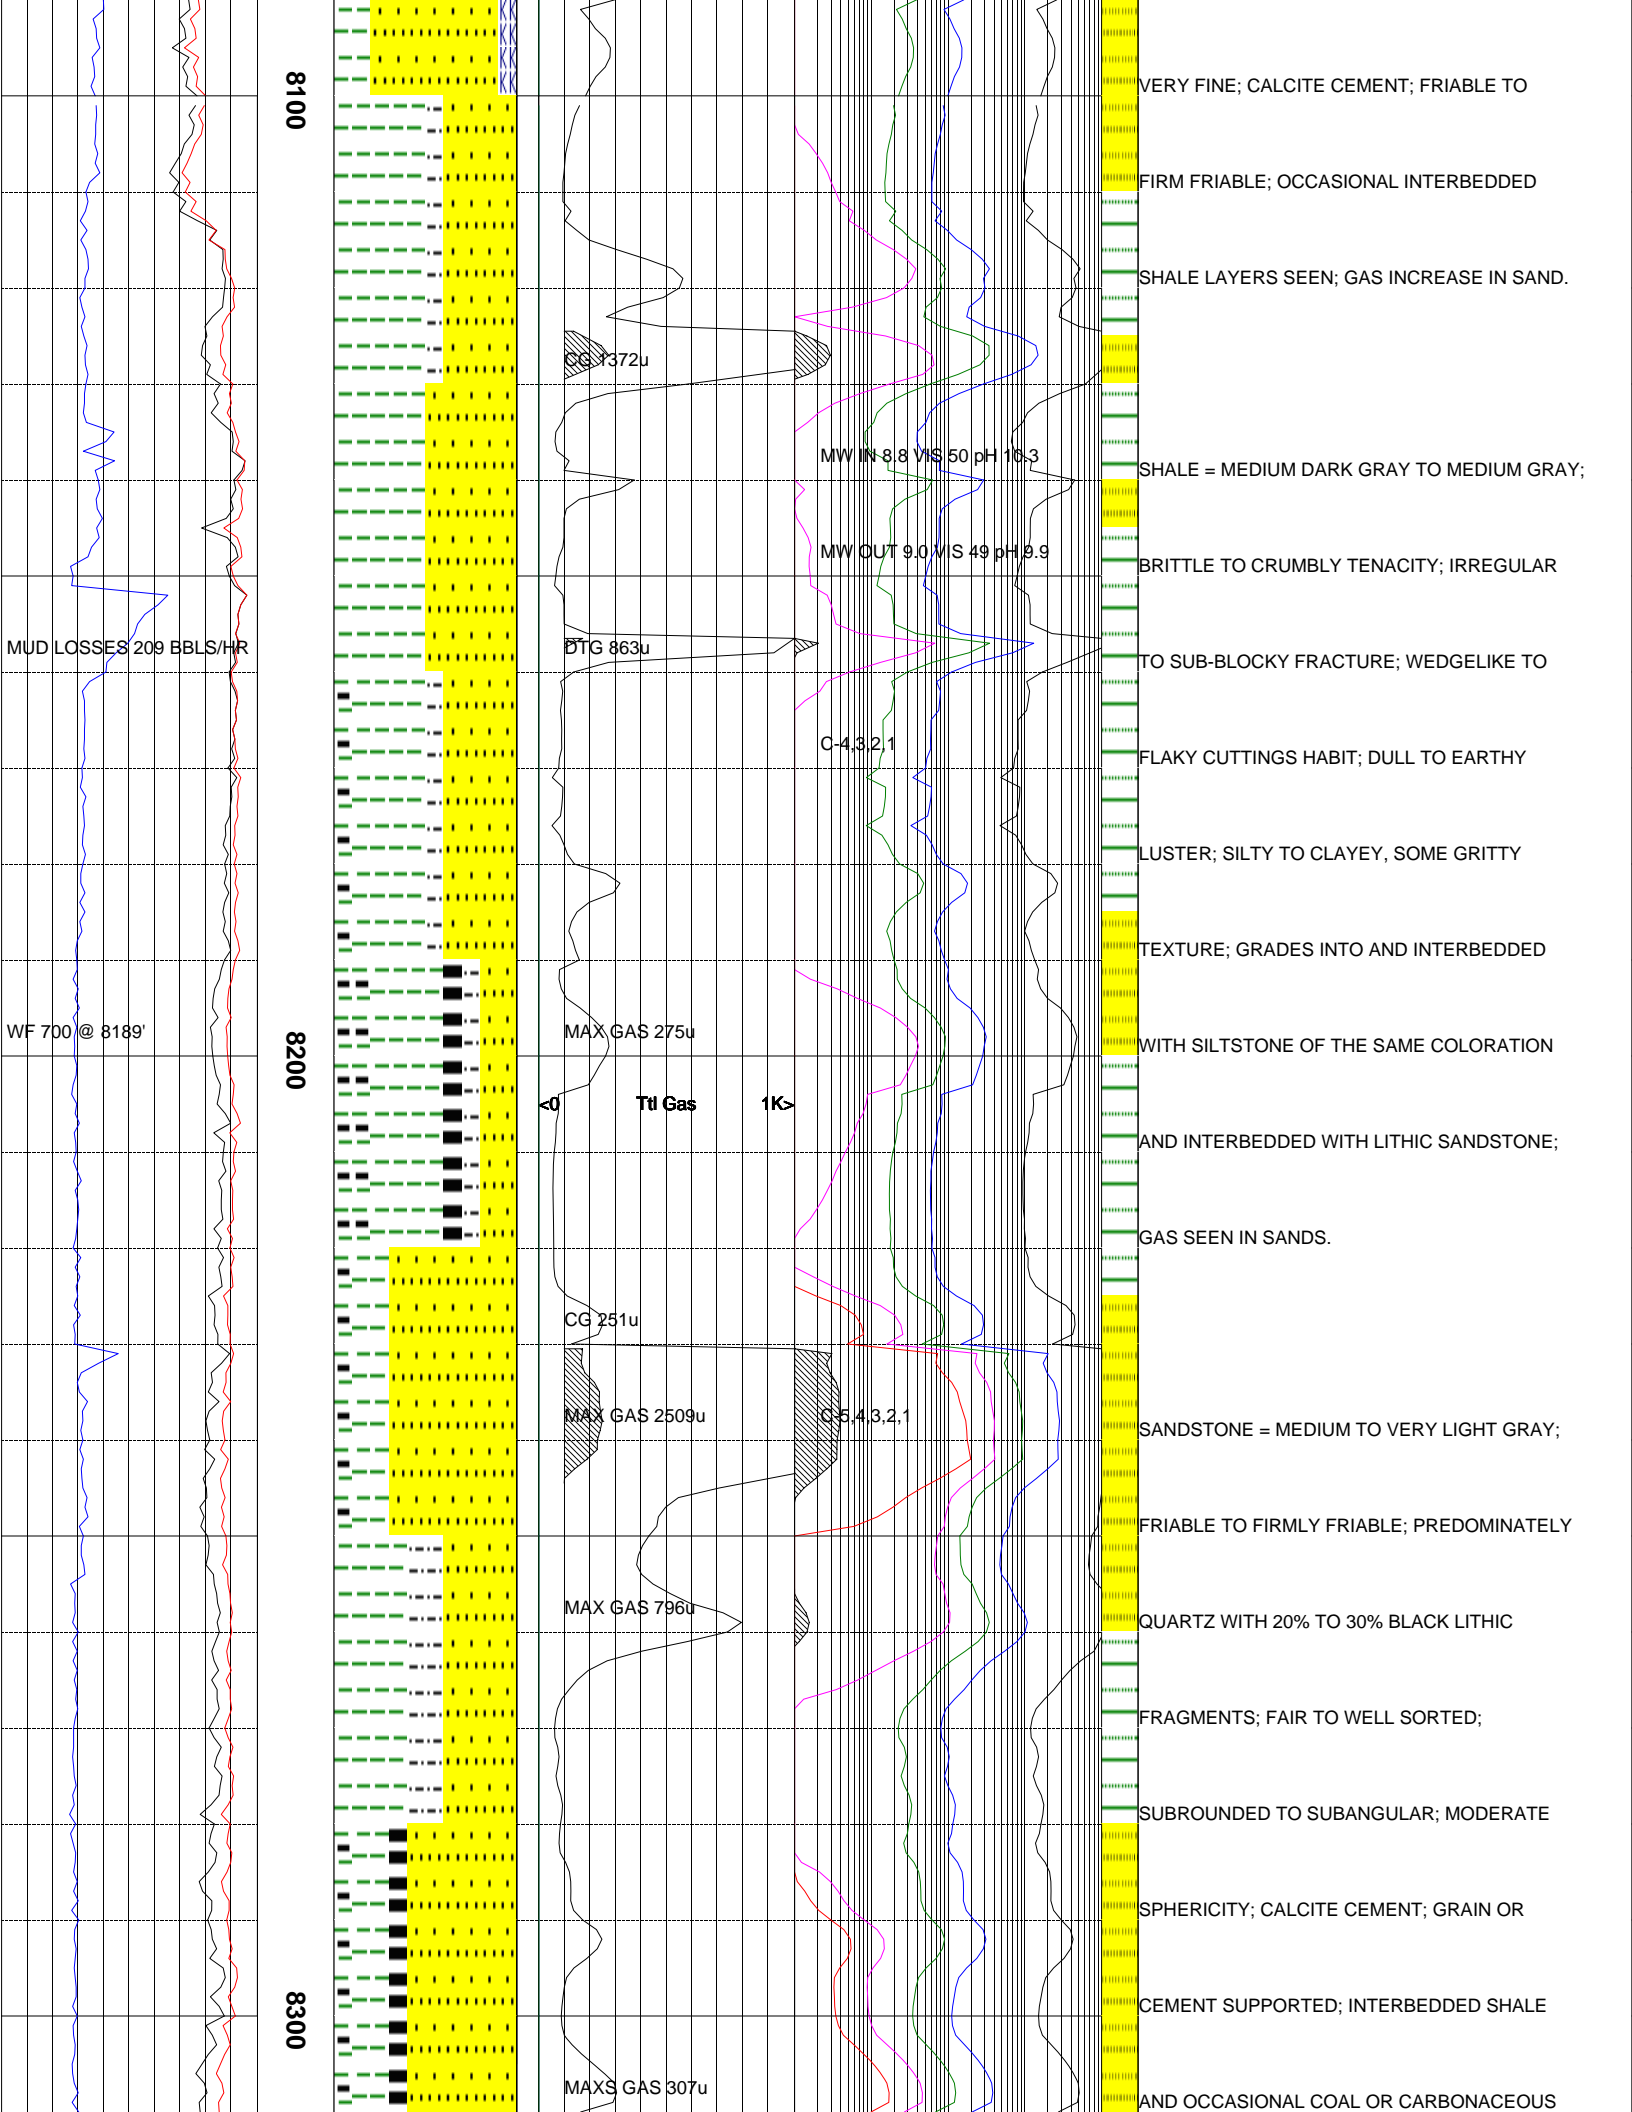 8100
VERY FINE; CALCITE CEMENT; FRIABLE TO
FIRM FRIABLE; OCCASIONAL INTERBEDDED
SHALE LAYERS SEEN; GAS INCREASE IN SAND.
CG 1372u
MW IN 8.8 VIS 50 pH 10.3
SHALE = MEDIUM DARK GRAY TO MEDIUM GRAY;
MW OUT 9.0 VIS 49 pH 9.9
BRITTLE TO CRUMBLY TENACITY; IRREGULAR
MUD LOSSES 209 BBLS/HR
DTG 863u
TO SUB-BLOCKY FRACTURE; WEDGELIKE TO
C-4,3,2,1
FLAKY CUTTINGS HABIT; DULL TO EARTHY
LUSTER; SILTY TO CLAYEY, SOME GRITTY
TEXTURE; GRADES INTO AND INTERBEDDED
WF 700 @ 8189'
MAX GAS 275u
WITH SILTSTONE OF THE SAME COLORATION
8200
<0 Ttl Gas 1K>
AND INTERBEDDED WITH LITHIC SANDSTONE;
GAS SEEN IN SANDS.
CG 251u
MAX GAS 2509u
C-5,4,3,2,1
SANDSTONE = MEDIUM TO VERY LIGHT GRAY;
FRIABLE TO FIRMLY FRIABLE; PREDOMINATELY
MAX GAS 796u
QUARTZ WITH 20% TO 30% BLACK LITHIC
FRAGMENTS; FAIR TO WELL SORTED;
SUBROUNDED TO SUBANGULAR; MODERATE
SPHERICITY; CALCITE CEMENT; GRAIN OR
8300
CEMENT SUPPORTED; INTERBEDDED SHALE
MAXS GAS 307u
AND OCCASIONAL COAL OR CARBONACEOUS